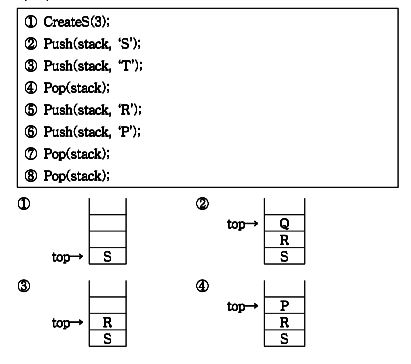 ① CreateS(3);
② Push(stack, ‘S’);
③ Push(stack, ‘T’);
④ Pop(stack);
⑤ Push(stack, ‘R’);
⑥ Push(stack, ‘P’);
⑦ Pop(stack);
⑧ Pop(stack);
① ②
top→ Q
R
top→ S S
③ ④
top→ P
top→ R R
S S